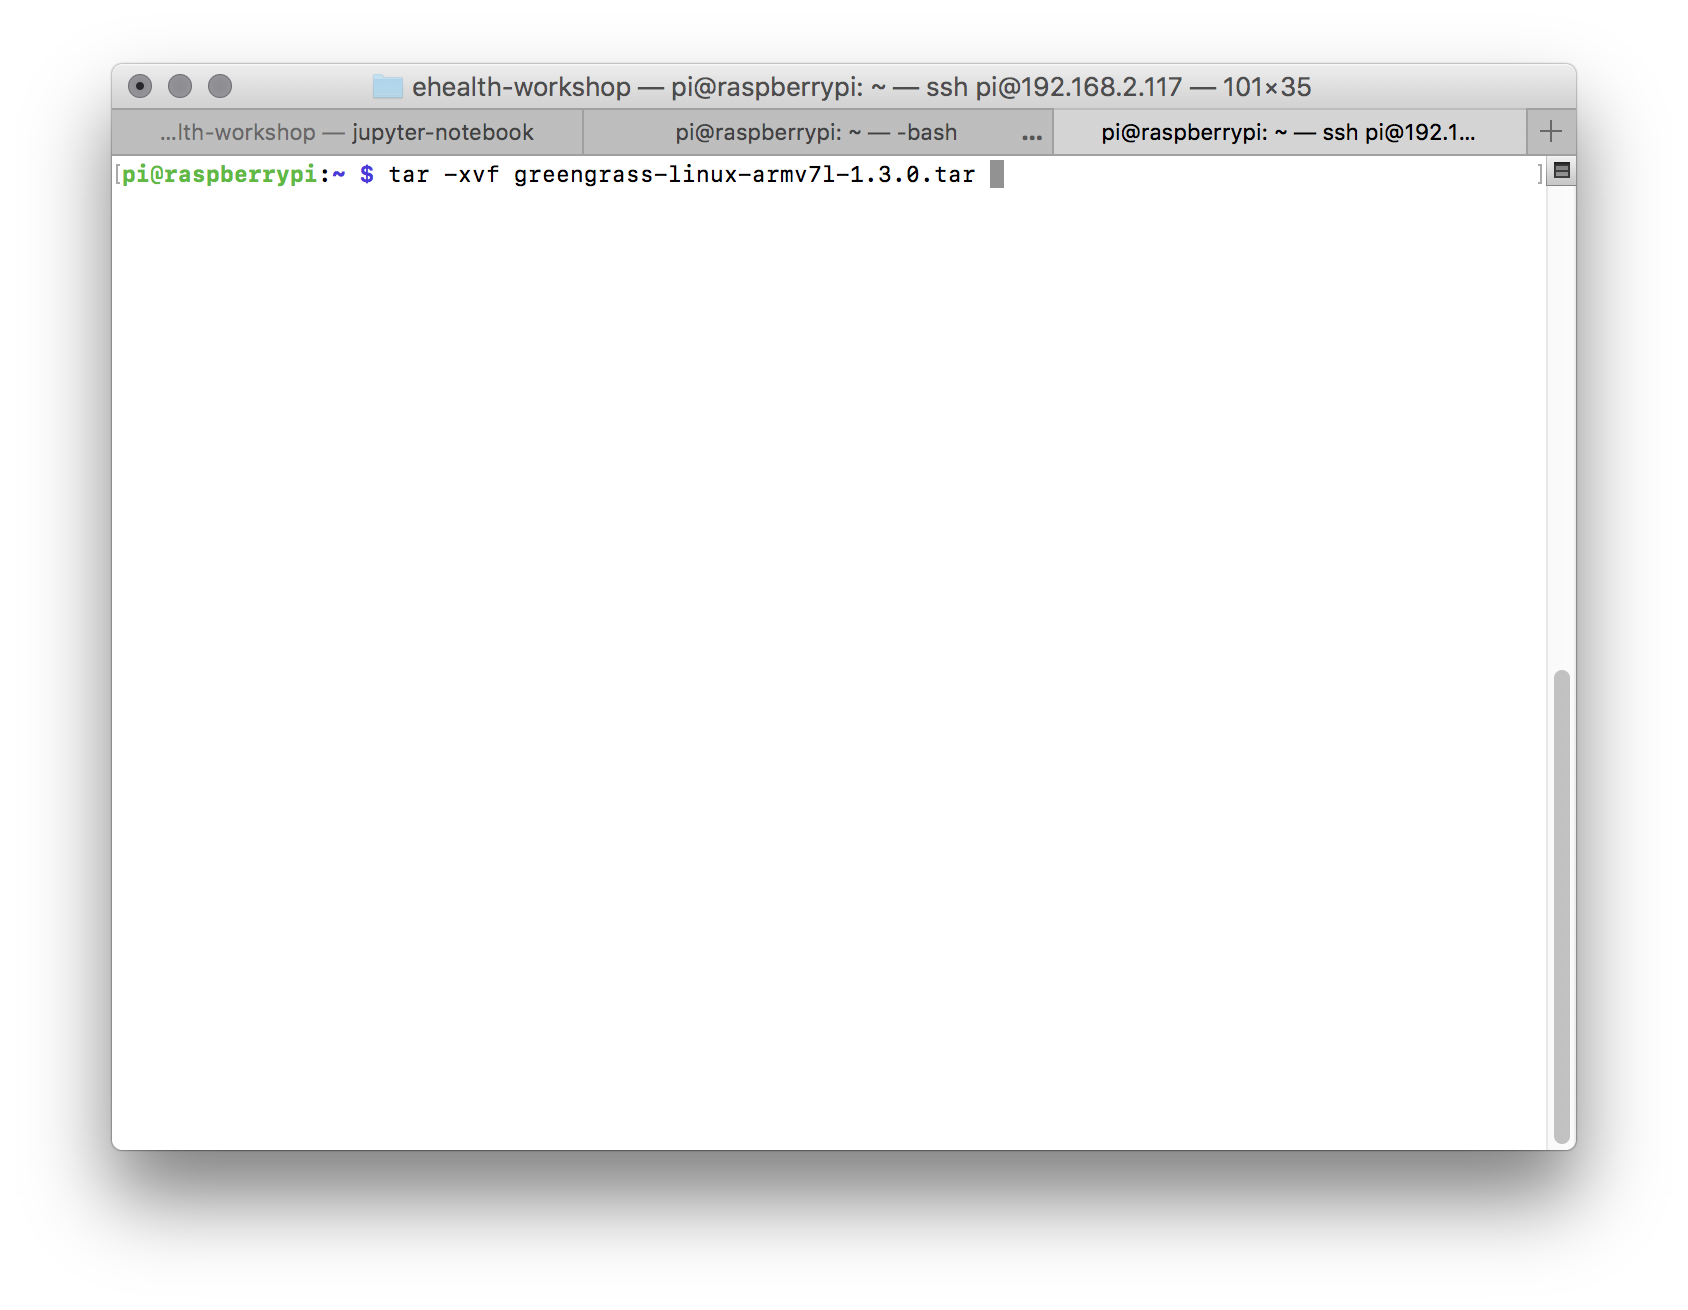 ehealth-workshop — pi@raspberrypi: ~ — ssh pi@192.168.2.117 — 101×35
...lth-workshop — jupyter-notebook
pi@raspberrypi: ~ — -bash ...
pi@raspberrypi: ~ — ssh pi@192.1...
[pi@raspberrypi:~ $ tar -xvf greengrass-linux-armv7l-1.3.0.tar ]